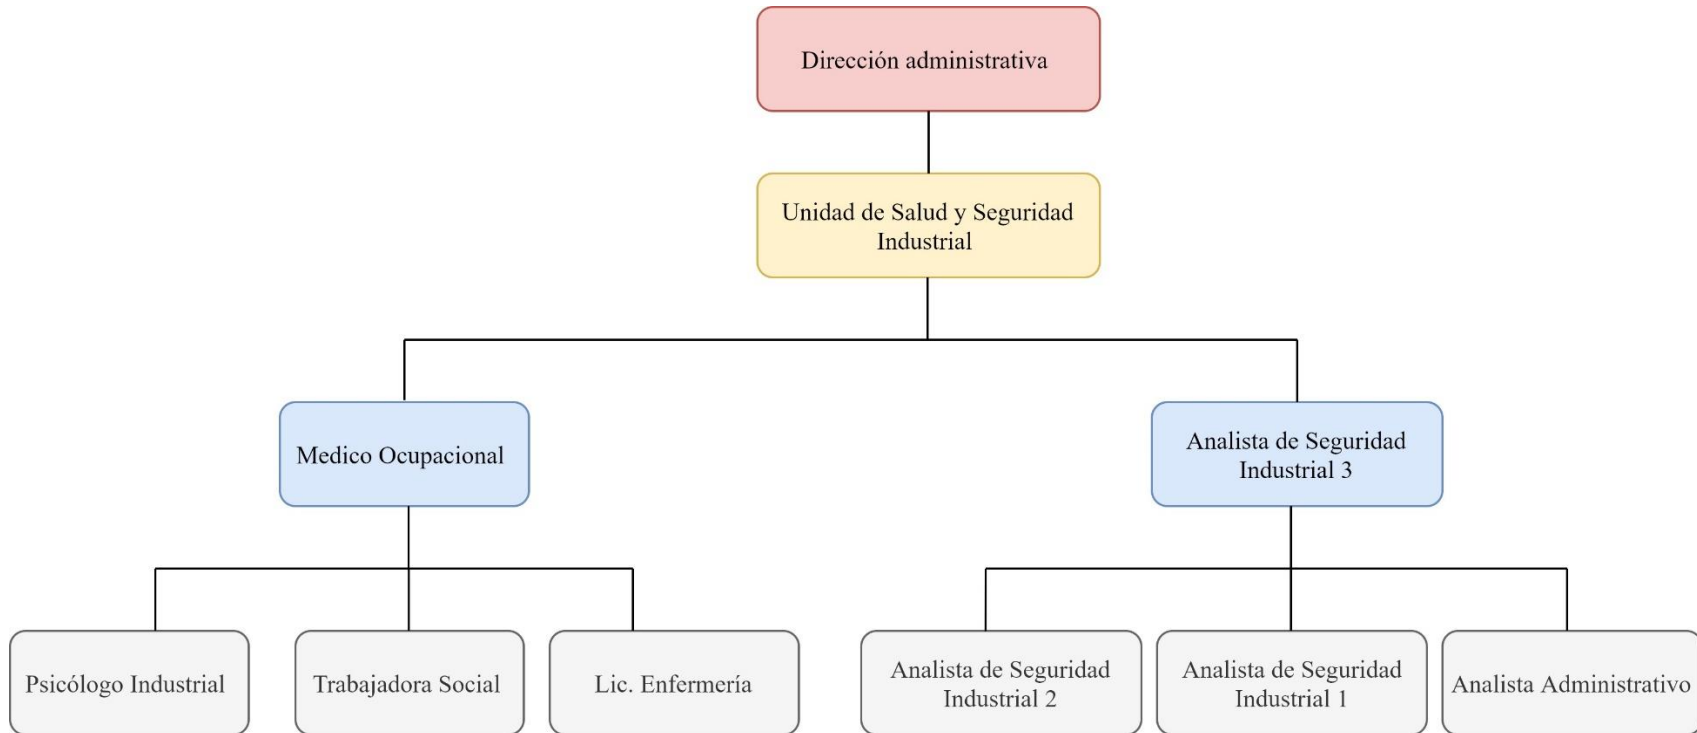 Dirección administrativa
Unidad de Salud y Seguridad
Industrial
Medico Ocupacional
Analista de Seguridad
Industrial 3
Psicólogo Industrial
Trabajadora Social
Lic. Enfermería
Analista de Seguridad
Industrial 2
Analista de Seguridad
Industrial 1
Analista Administrativo